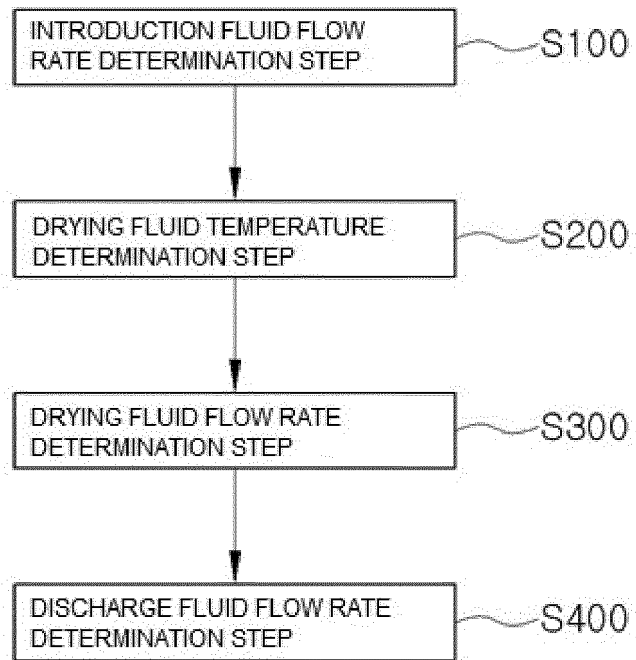 INTRODUCTION FLUID FLOW
RATE DETERMINATION STEP
S100
DRYING FLUID TEMPERATURE
DETERMINATION STEP
S200
DRYING FLUID FLOW RATE
DETERMINATION STEP
S300
DISCHARGE FLUID FLOW RATE
DETERMINATION STEP
S400